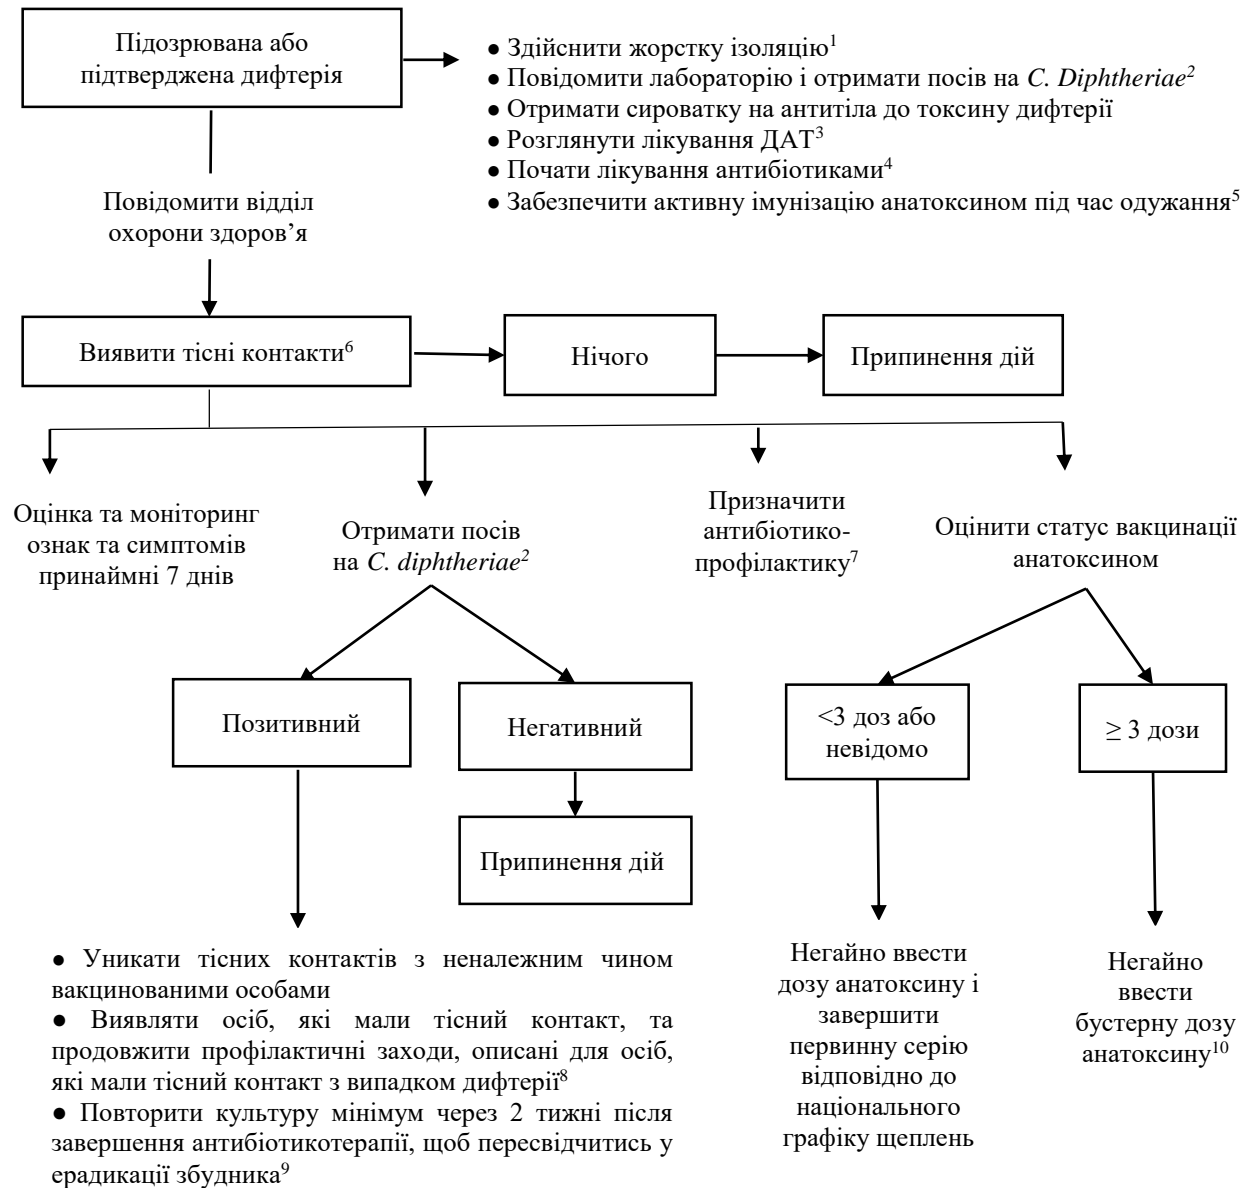 Підозрювана або
підтверджена дифтерія
● Здійснити жорстку ізоляцію¹
● Повідомити лабораторію і отримати посів на C. Diphtheriae²
● Отримати сироватку на антитіла до токсину дифтерії
● Розглянути лікування ДАТ³
● Почати лікування антибіотиками⁴
● Забезпечити активну імунізацію анатоксином під час одужання⁵
Повідомити відділ
охорони здоров’я
Виявити тісні контакти⁶
Нічого
Припинення дій
Оцінка та моніторинг
ознак та симптомів
принаймні 7 днів
Отримати посів
на C. diphtheriae²
Призначити
антибіотико-
профілактику⁷
Оцінити статус вакцинації
анатоксином
Позитивний
Негативний
<3 доз або
невідомо
≥ 3 дози
Припинення дій
● Уникати тісних контактів з неналежним чином
вакцинованими особами
● Виявляти осіб, які мали тісний контакт, та
продовжити профілактичні заходи, описані для осіб,
які мали тісний контакт з випадком дифтерії⁸
● Повторити культуру мінімум через 2 тижні після
завершення антибіотикотерапії, щоб пересвідчитись у
ерадикації збудника⁹
Негайно ввести
дозу анатоксину і
завершити
первинну серію
відповідно до
національного
графіку щеплень
Негайно
ввести
бустерну дозу
анатоксину¹⁰